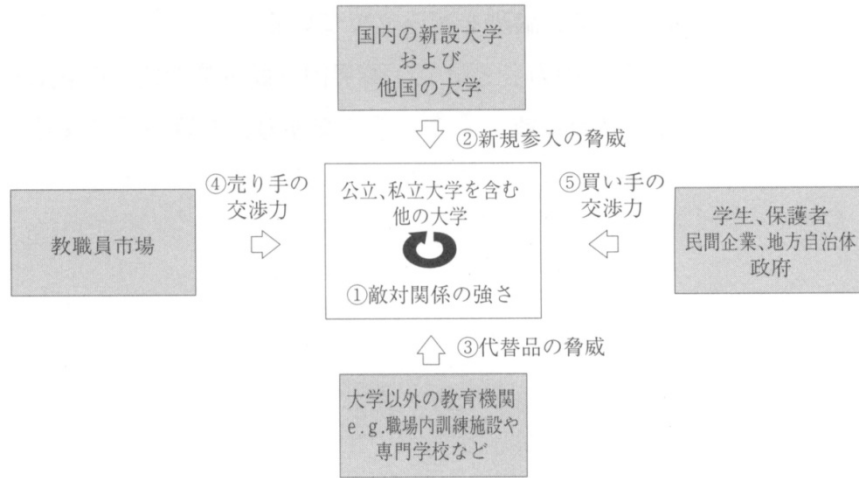 国内の新設大学
および
他国の大学
②新規参入の脅威
④売り手の
交渉力
公立、私立大学を含む
他の大学
⑤買い手の
交渉力
教職員市場
学生、保護者
民間企業、地方自治体
政府
①敵対関係の強さ
③代替品の脅威
大学以外の教育機関
e.g.職場内訓練施設や
専門学校など